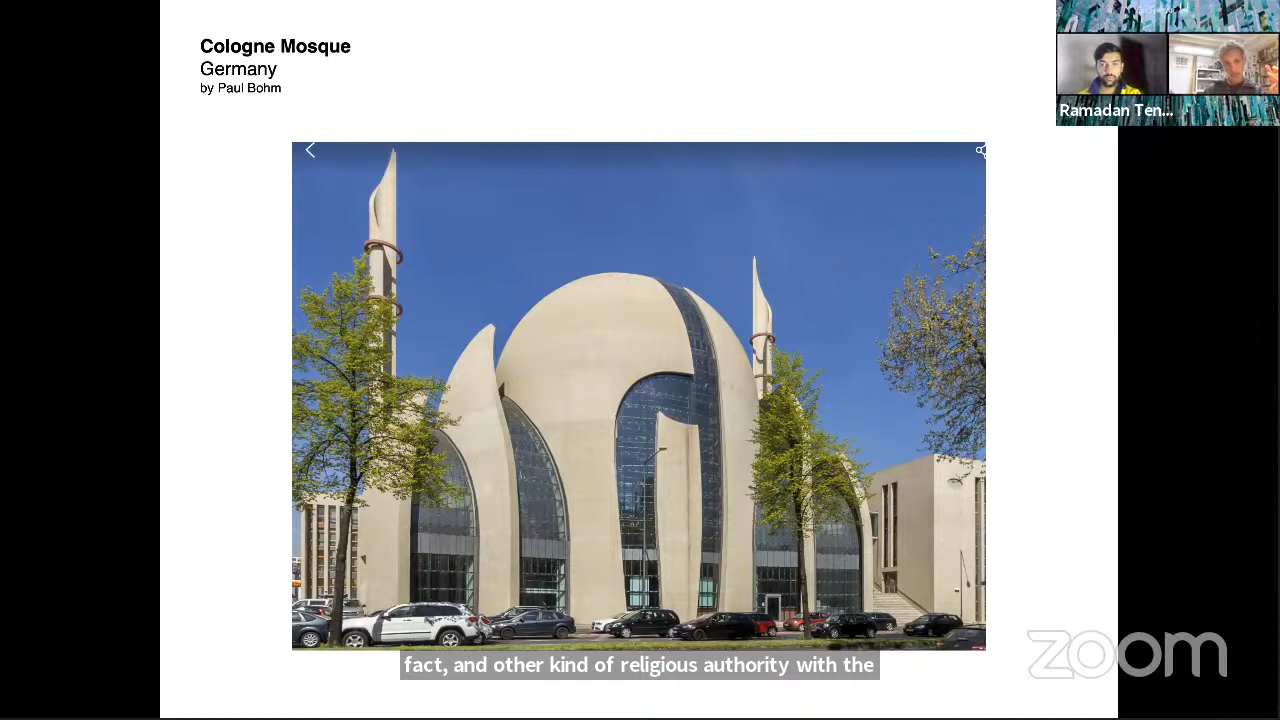 Cologne Mosque
Germany
by Paul Bohm
Ramadan Ten...
fact, and other kind of religious authority with the
zoom